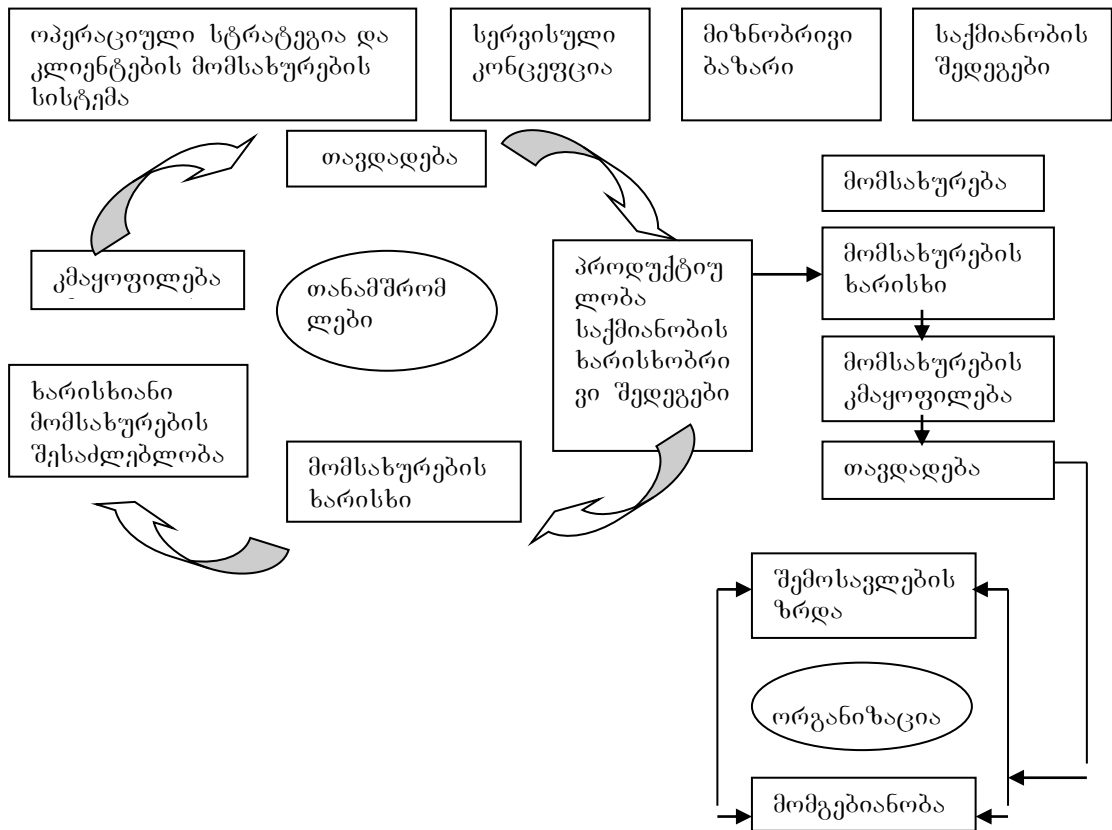 ოპერაციული სტრატეგია და
კლიენტების მომსახურების
სისტემა
სერვისული
კონცეფცია
მიზნობრივი
ბაზარი
საქმიანობის
შედეგები
თავდადება
მომსახურება
კმაყოფილება
თანამშრომ
ლები
პროდუქტიუ
ლობა
საქმიანობის
ხარისხობრი
ვი შედეგები
მომსახურების
ხარისხი
მომსახურების
კმაყოფილება
ხარისხიანი
მომსახურების
შესაძლებლობა
მომსახურების
ხარისხი
თავდადება
შემოსავლების
ზრდა
ორგანიზაცია
მომგებიანობა